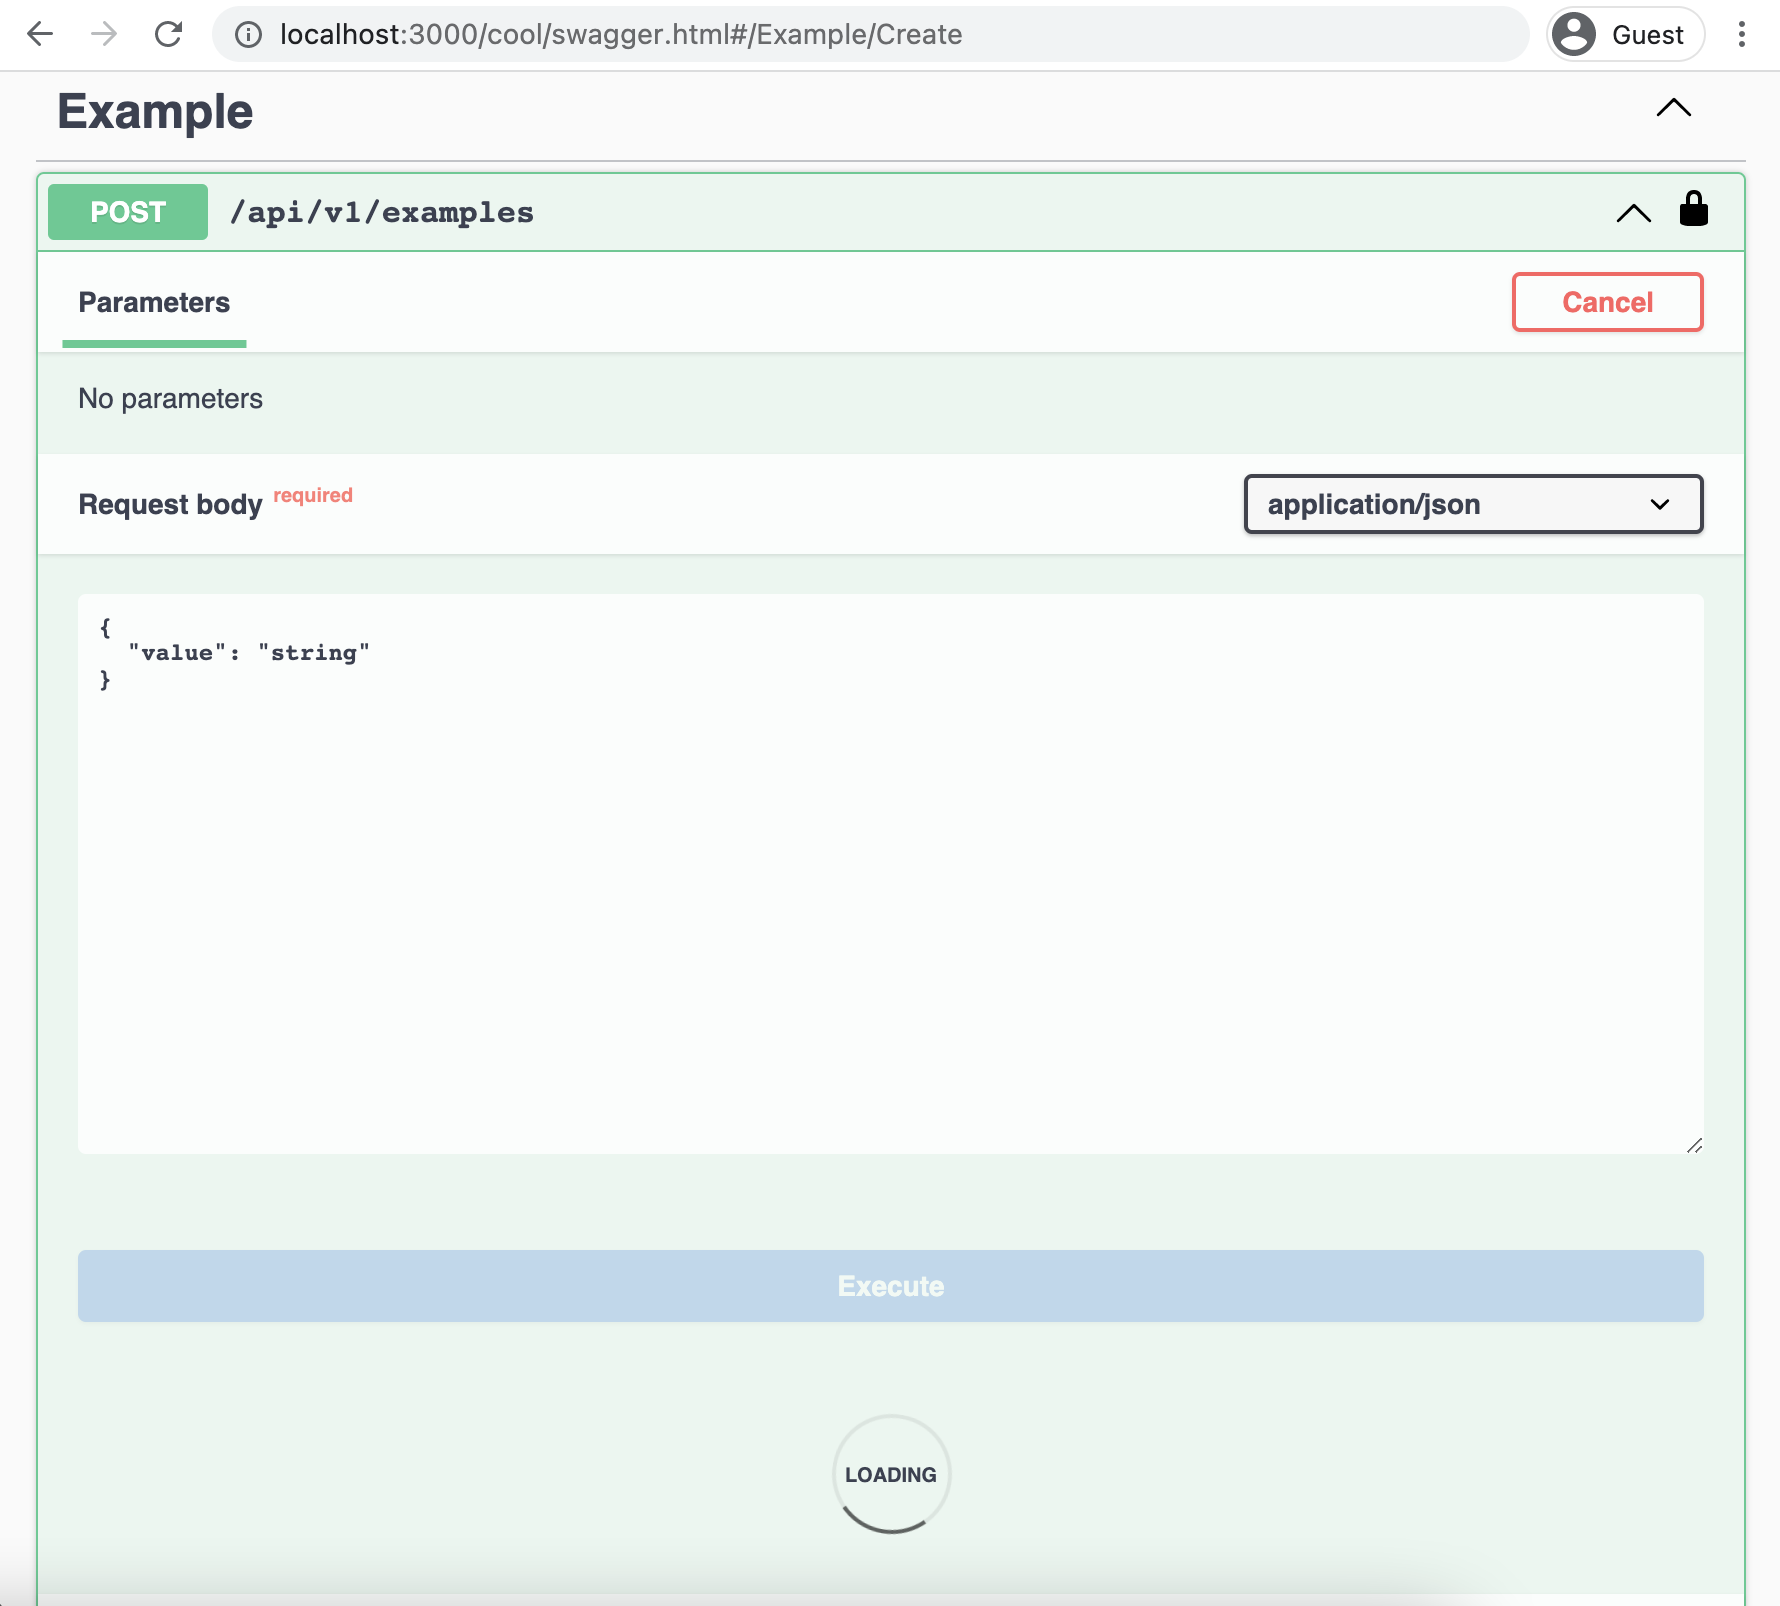 localhost:3000/cool/swagger.html#/Example/Create
Guest
Example
POST /api/v1/examples
Parameters
Cancel
No parameters
Request body required
application/json
{
"value": "string"
}
Execute
LOADING